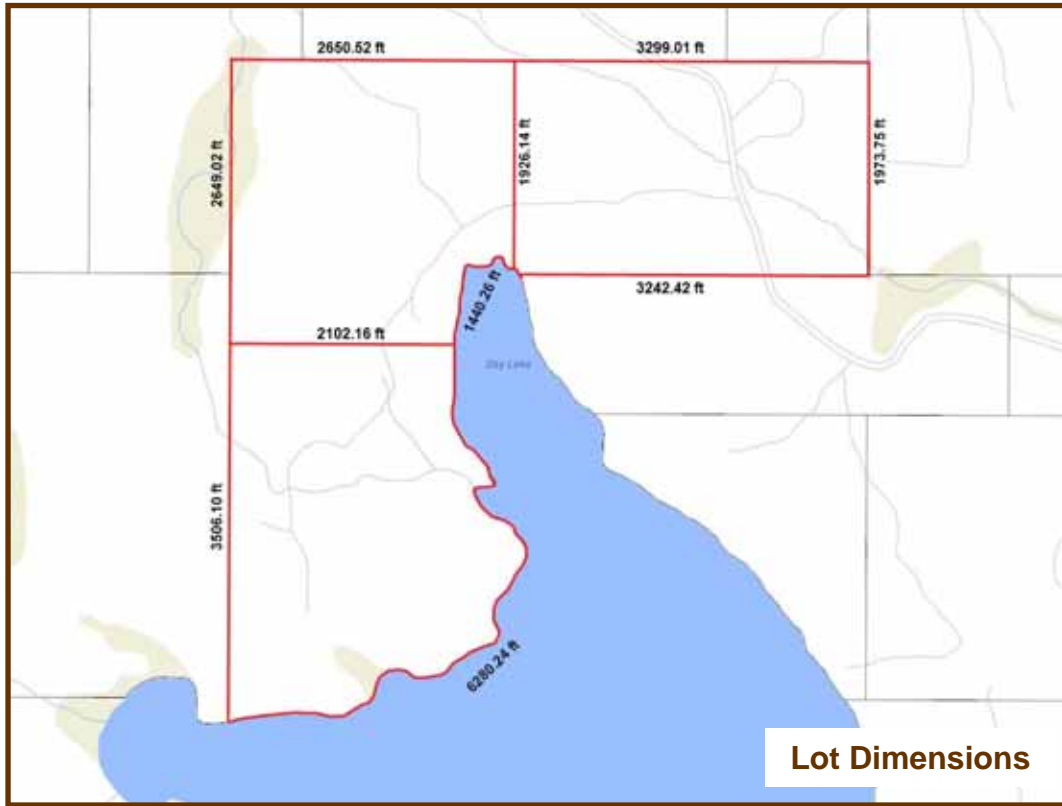 2650.52 ft
3299.01 ft
2649.02 ft
1926.14 ft
1973.75 ft
1440.26 ft
3242.42 ft
2102.16 ft
3506.10 ft
6280.24 ft
Lot Dimensions